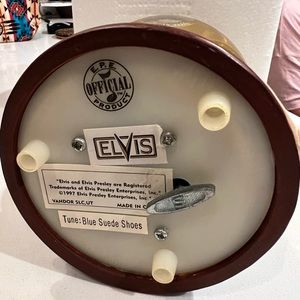 E.P.E.
OFFICIAL
PRODUCT
ELVIS
"Elvis and Elvis Presley are Registered
Trademarks of Elvis Presley Enterprises, Inc."
©1997 Elvis Presley Enterprises, Inc.
VANDOR SLC,UT MADE IN
Tune: Blue Suede Shoes